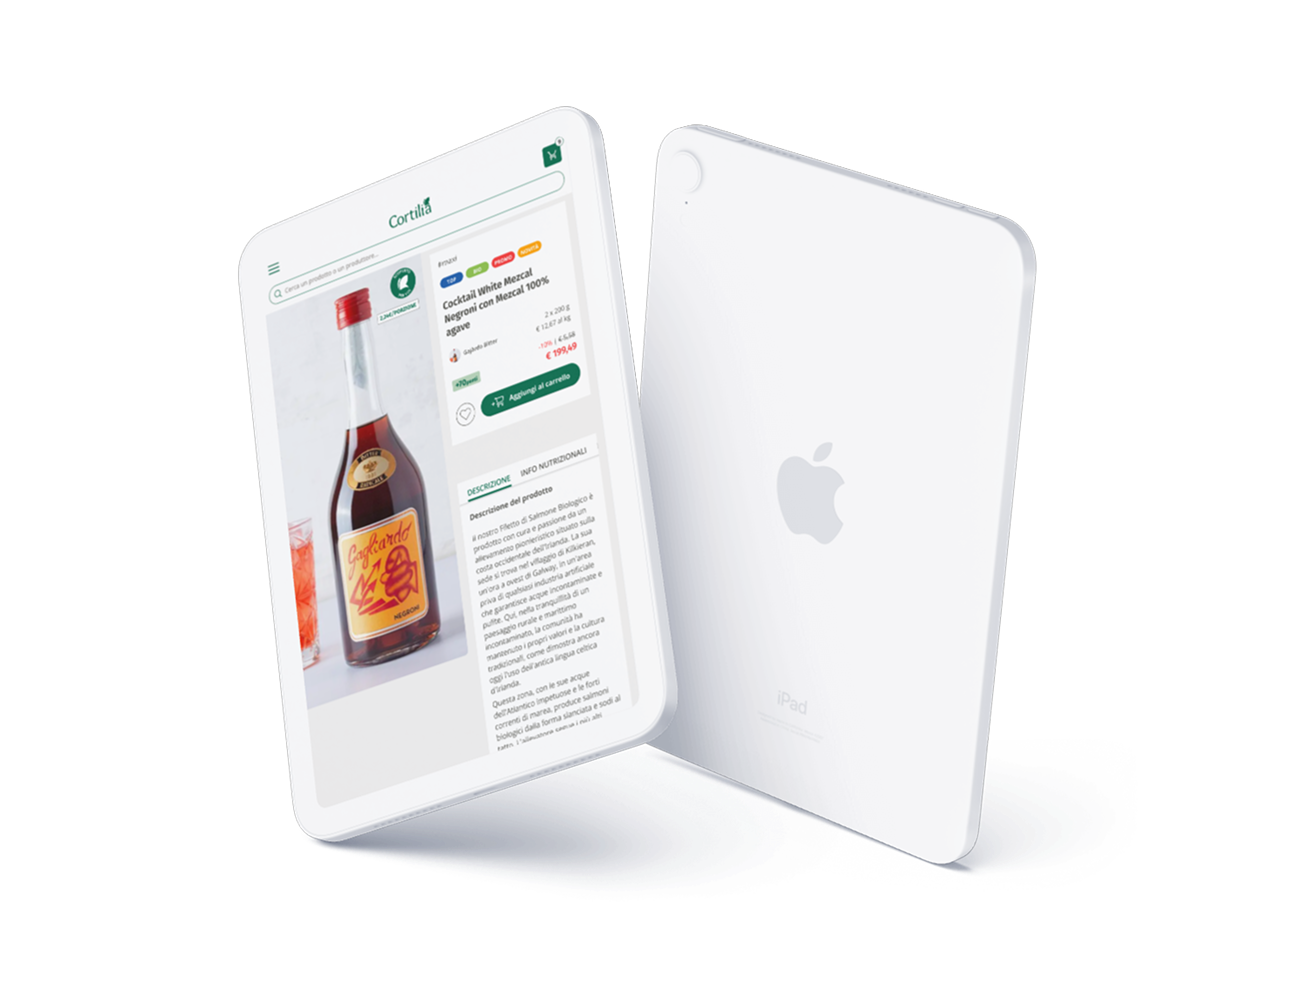 Cortilia
Cerca un prodotto o un produttore...
TOP
BIO
PROMO
NOVITÀ
Cocktail White Mezcal
Negroni con Mezcal 100%
agave
2 x 200 g
€ 12,67 al kg
Gagliardo Bitter
€ 199,49
+70punti
Aggiungi al carrello
2,24€/PORZIONE
Gagliardo
NEGRONI
DESCRIZIONE
INFO NUTRIZIONALI
Descrizione del prodotto
Il nostro Filetto di Salmone Biologico è
prodotto con cura e passione da un
allevamento pionieristico situato sulla
costa occidentale dell'Irlanda. La sua
sede si trova nel villaggio di Kilkieran,
un'ora a ovest di Galway, in un'area
priva di qualsiasi industria artificiale
che garantisce acque incontaminate e
pulite. Qui, nella tranquillità di un
paesaggio rurale e marittimo
incontaminato, la comunità ha
mantenuto i propri valori e la cultura
tradizionali, come dimostra ancora
oggi l'uso dell'antica lingua celtica
d'Irlanda.
Questa zona, con le sue acque
dell'Atlantico impetuose e le forti
correnti di marea, produce salmoni
biologici dalla forma slanciata e sodi al
tatto. L'allevatore segue i più alti
iPad